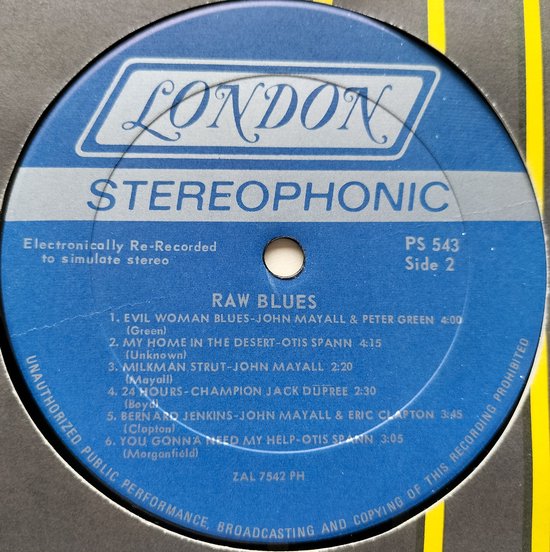 LONDON
STEREOPHONIC
Electronically Re-Recorded
to simulate stereo
PS 543
Side 2
RAW BLUES
1. EVIL WOMAN BLUES-JOHN MAYALL & PETER GREEN 4:00
(Green)
2. MY HOME IN THE DESERT-OTIS SPANN 4:15
(Unknown)
3. MILKMAN STRUT-JOHN MAYALL 2:20
(Mayall)
4. 24 HOURS-CHAMPION JACK DUPREE 2:30
(Boyd)
5. BERNARD JENKINS-JOHN MAYALL & ERIC CLAPTON 3:45
(Clapton)
6. YOU GONNA NEED MY HELP-OTIS SPANN 3:05
(Morganfield)
ZAL 7542 PH
UNAUTHORIZED PUBLIC PERFORMANCE, BROADCASTING AND COPYING OF THIS RECORDING PROHIBITED